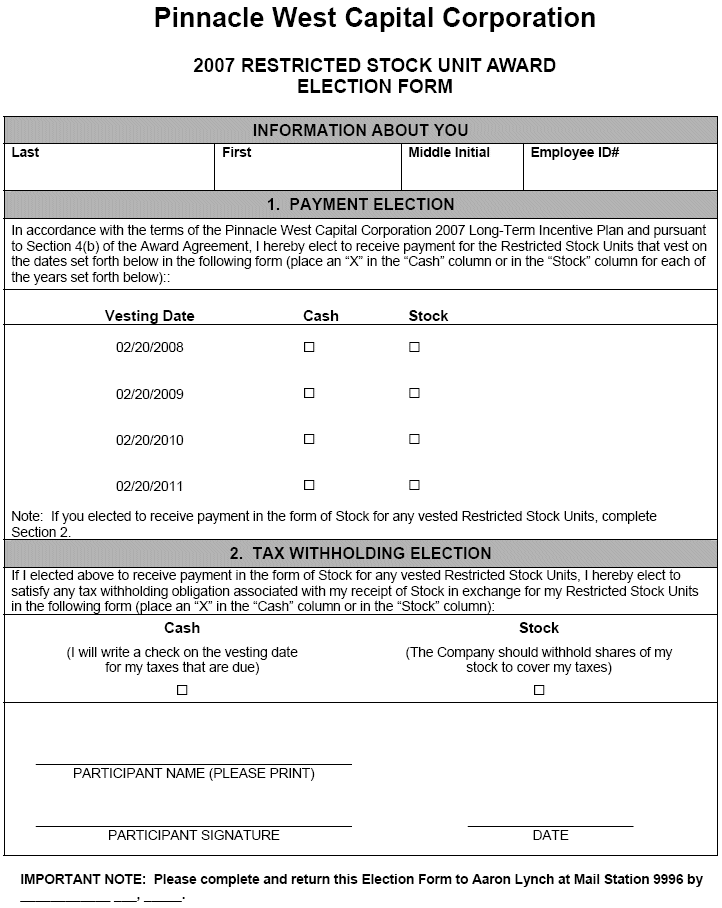 Pinnacle West Capital Corporation
2007 RESTRICTED STOCK UNIT AWARD
ELECTION FORM
INFORMATION ABOUT YOU
Last First Middle Initial Employee ID#
1. PAYMENT ELECTION
In accordance with the terms of the Pinnacle West Capital Corporation 2007 Long-Term Incentive Plan and pursuant
to Section 4(b) of the Award Agreement, I hereby elect to receive payment for the Restricted Stock Units that vest on
the dates set forth below in the following form (place an “X” in the “Cash” column or in the “Stock” column for each of
the years set forth below)::
Vesting Date Cash Stock
02/20/2008 ☐ ☐
02/20/2009 ☐ ☐
02/20/2010 ☐ ☐
02/20/2011 ☐ ☐
Note: If you elected to receive payment in the form of Stock for any vested Restricted Stock Units, complete
Section 2.
2. TAX WITHHOLDING ELECTION
If I elected above to receive payment in the form of Stock for any vested Restricted Stock Units, I hereby elect to
satisfy any tax withholding obligation associated with my receipt of Stock in exchange for my Restricted Stock Units
in the following form (place an “X” in the “Cash” column or in the “Stock” column):
Cash Stock
(I will write a check on the vesting date (The Company should withhold shares of my
for my taxes that are due) stock to cover my taxes)
☐ ☐
PARTICIPANT NAME (PLEASE PRINT)
PARTICIPANT SIGNATURE DATE
IMPORTANT NOTE: Please complete and return this Election Form to Aaron Lynch at Mail Station 9996 by
____________ ___, _____.